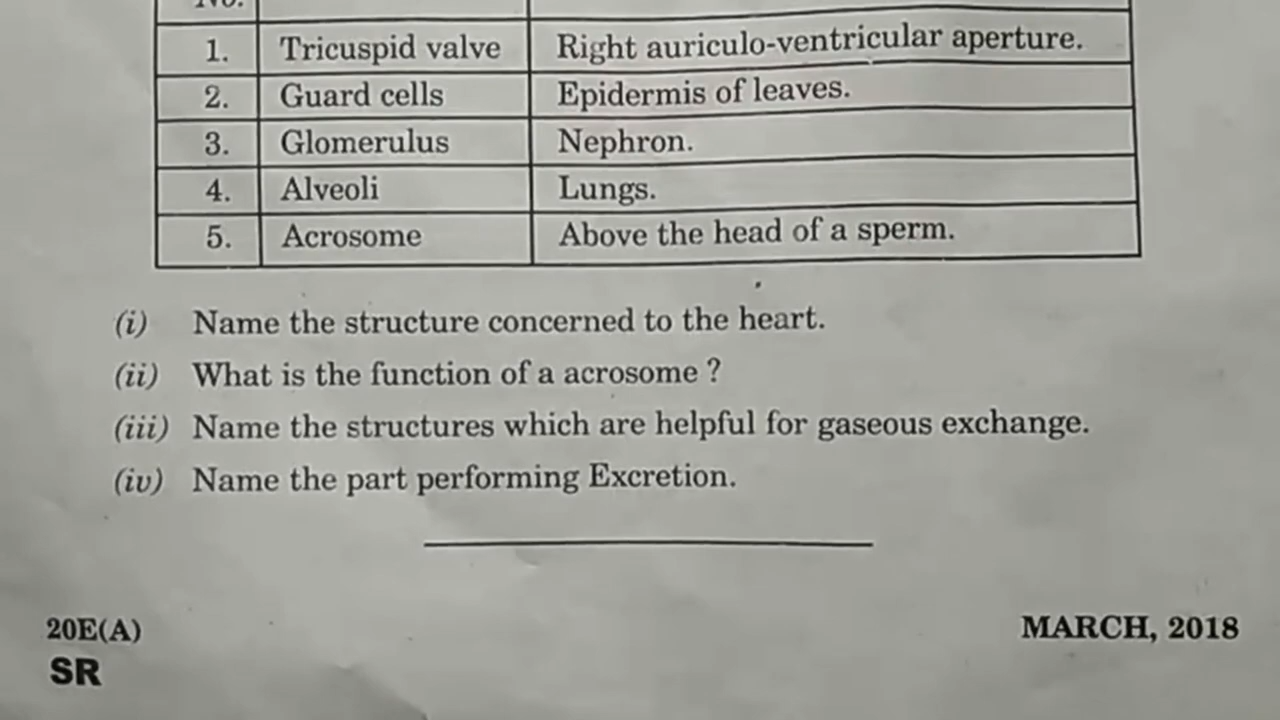 No.
1. Tricuspid valve Right auriculo-ventricular aperture.
2. Guard cells Epidermis of leaves.
3. Glomerulus Nephron.
4. Alveoli Lungs.
5. Acrosome Above the head of a sperm.
(i) Name the structure concerned to the heart.
(ii) What is the function of a acrosome ?
(iii) Name the structures which are helpful for gaseous exchange.
(iv) Name the part performing Excretion.
20E(A) MARCH, 2018
SR